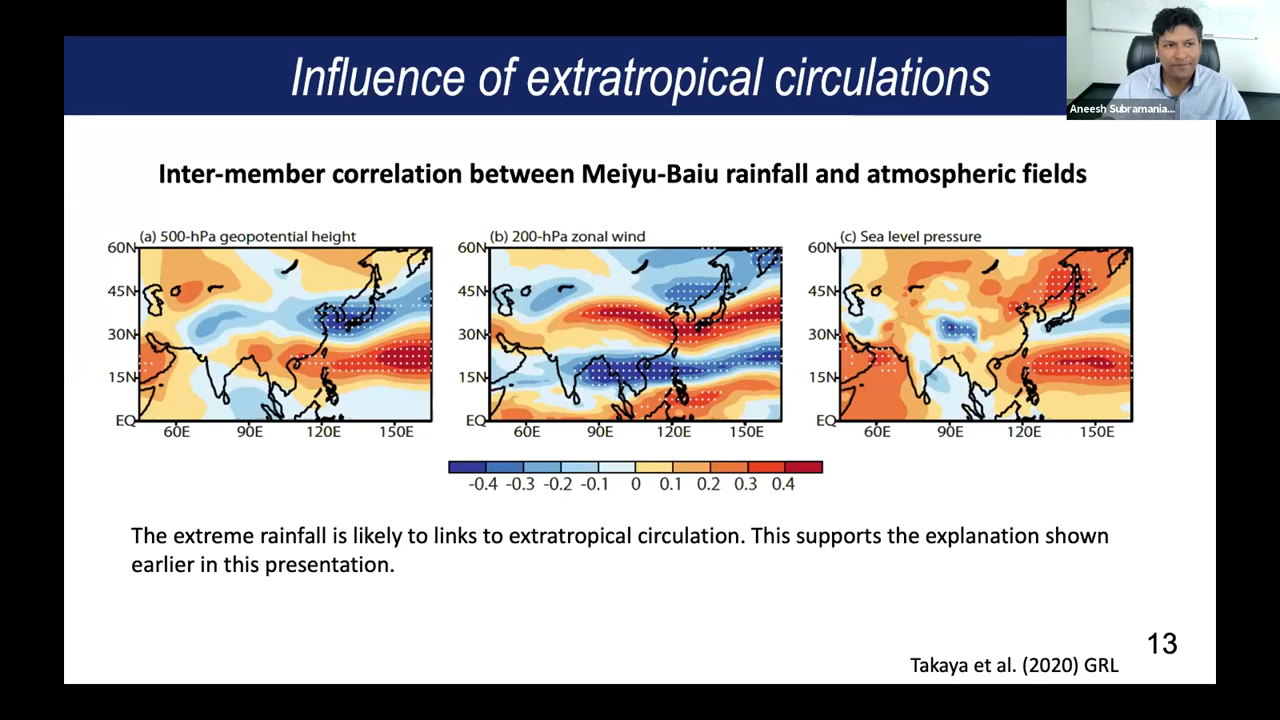 Influence of extratropical circulations
Aneesh Subramania...
Inter-member correlation between Meiyu-Baiu rainfall and atmospheric fields
(a) 500-hPa geopotential height
(b) 200-hPa zonal wind
(c) Sea level pressure
60N
45N
30N
15N
EQ
60E 90E 120E 150E
60N
45N
30N
15N
EQ
60E 90E 120E 150E
60N
45N
30N
15N
EQ
60E 90E 120E 150E
-0.4 -0.3 -0.2 -0.1 0 0.1 0.2 0.3 0.4
The extreme rainfall is likely to links to extratropical circulation. This supports the explanation shown
earlier in this presentation.
13
Takaya et al. (2020) GRL